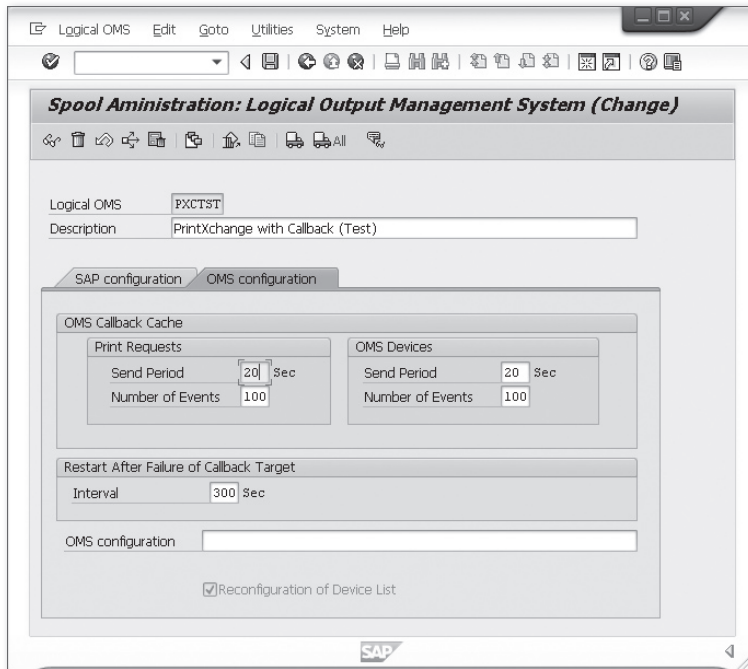 Logical OMS Edit Goto Utilities System Help
Spool Aministration: Logical Output Management System (Change)
All
Logical OMS PXCTST
Description PrintXchange with Callback (Test)
SAP configuration OMS configuration
OMS Callback Cache
Print Requests OMS Devices
Send Period 20 Sec Send Period 20 Sec
Number of Events 100 Number of Events 100
Restart After Failure of Callback Target
Interval 300 Sec
OMS configuration
Reconfiguration of Device List
SAP